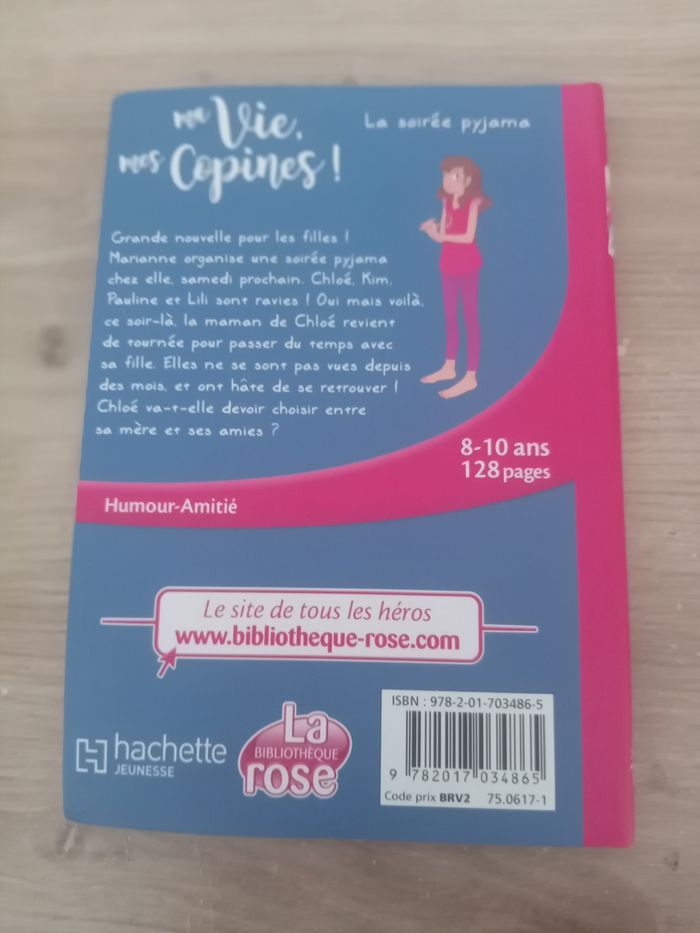 ma Vie,
mes Copines !
La soirée pyjama
Grande nouvelle pour les filles !
Marianne organise une soirée pyjama
chez elle, samedi prochain. Chloé, Kim,
Pauline et Lili sont ravies ! Oui mais voilà,
ce soir-là, la maman de Chloé revient
de tournée pour passer du temps avec
sa fille. Elles ne se sont pas vues depuis
des mois, et ont hâte de se retrouver !
Chloé va-t-elle devoir choisir entre
sa mère et ses amies ?
8-10 ans
128 pages
Humour-Amitié
Le site de tous les héros
www.bibliotheque-rose.com
hachette
JEUNESSE
La
BIBLIOTHÈQUE
rose
ISBN : 978-2-01-703486-5
9 782017 034865
Code prix BRV2 75.0617-1